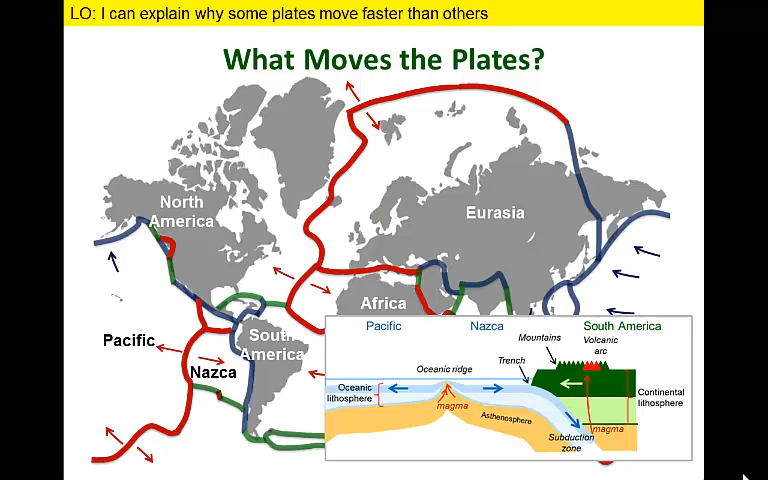 LO: I can explain why some plates move faster than others
What Moves the Plates?
North
America
Eurasia
Africa
Pacific
South
America
Nazca
Pacific
Nazca
South America
Mountains
Volcanic
arc
Trench
Oceanic ridge
Oceanic
lithosphere
magma
Asthenosphere
Continental
lithosphere
magma
Subduction
zone